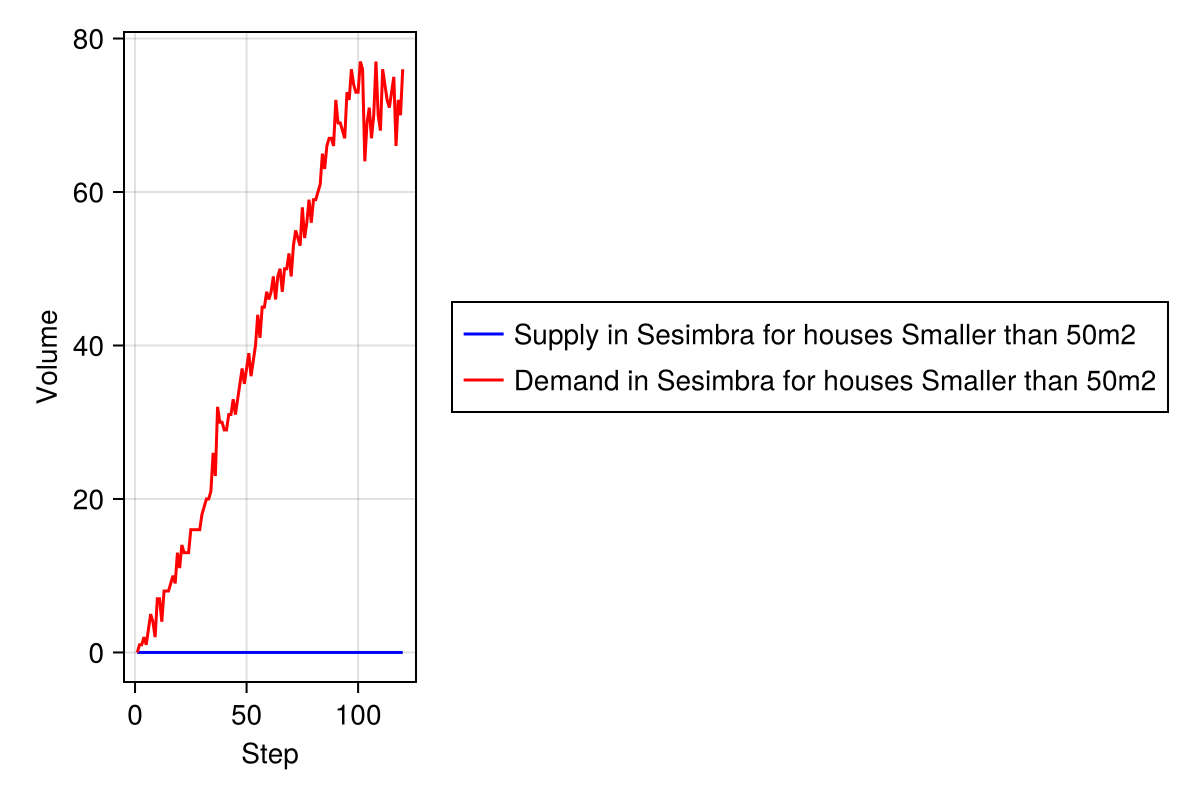 80
60
40
20
0
Volume
0 50 100
Step
Supply in Sesimbra for houses Smaller than 50m2
Demand in Sesimbra for houses Smaller than 50m2